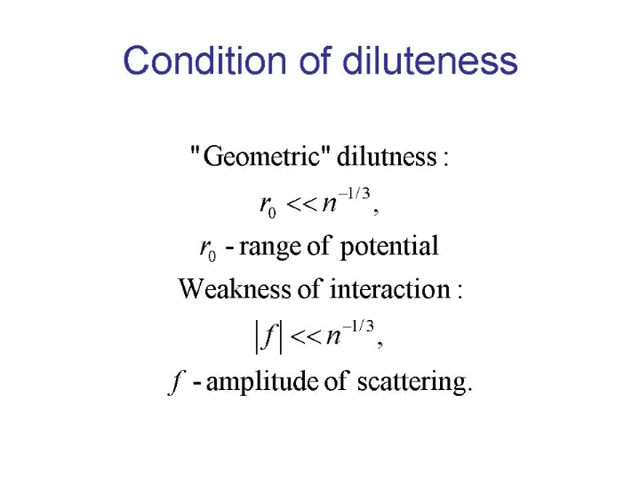 Condition of diluteness
"Geometric" dilutness :
r₀ << n⁻¹/³,
r₀ - range of potential
Weakness of interaction :
|f| << n⁻¹/³,
f - amplitude of scattering.